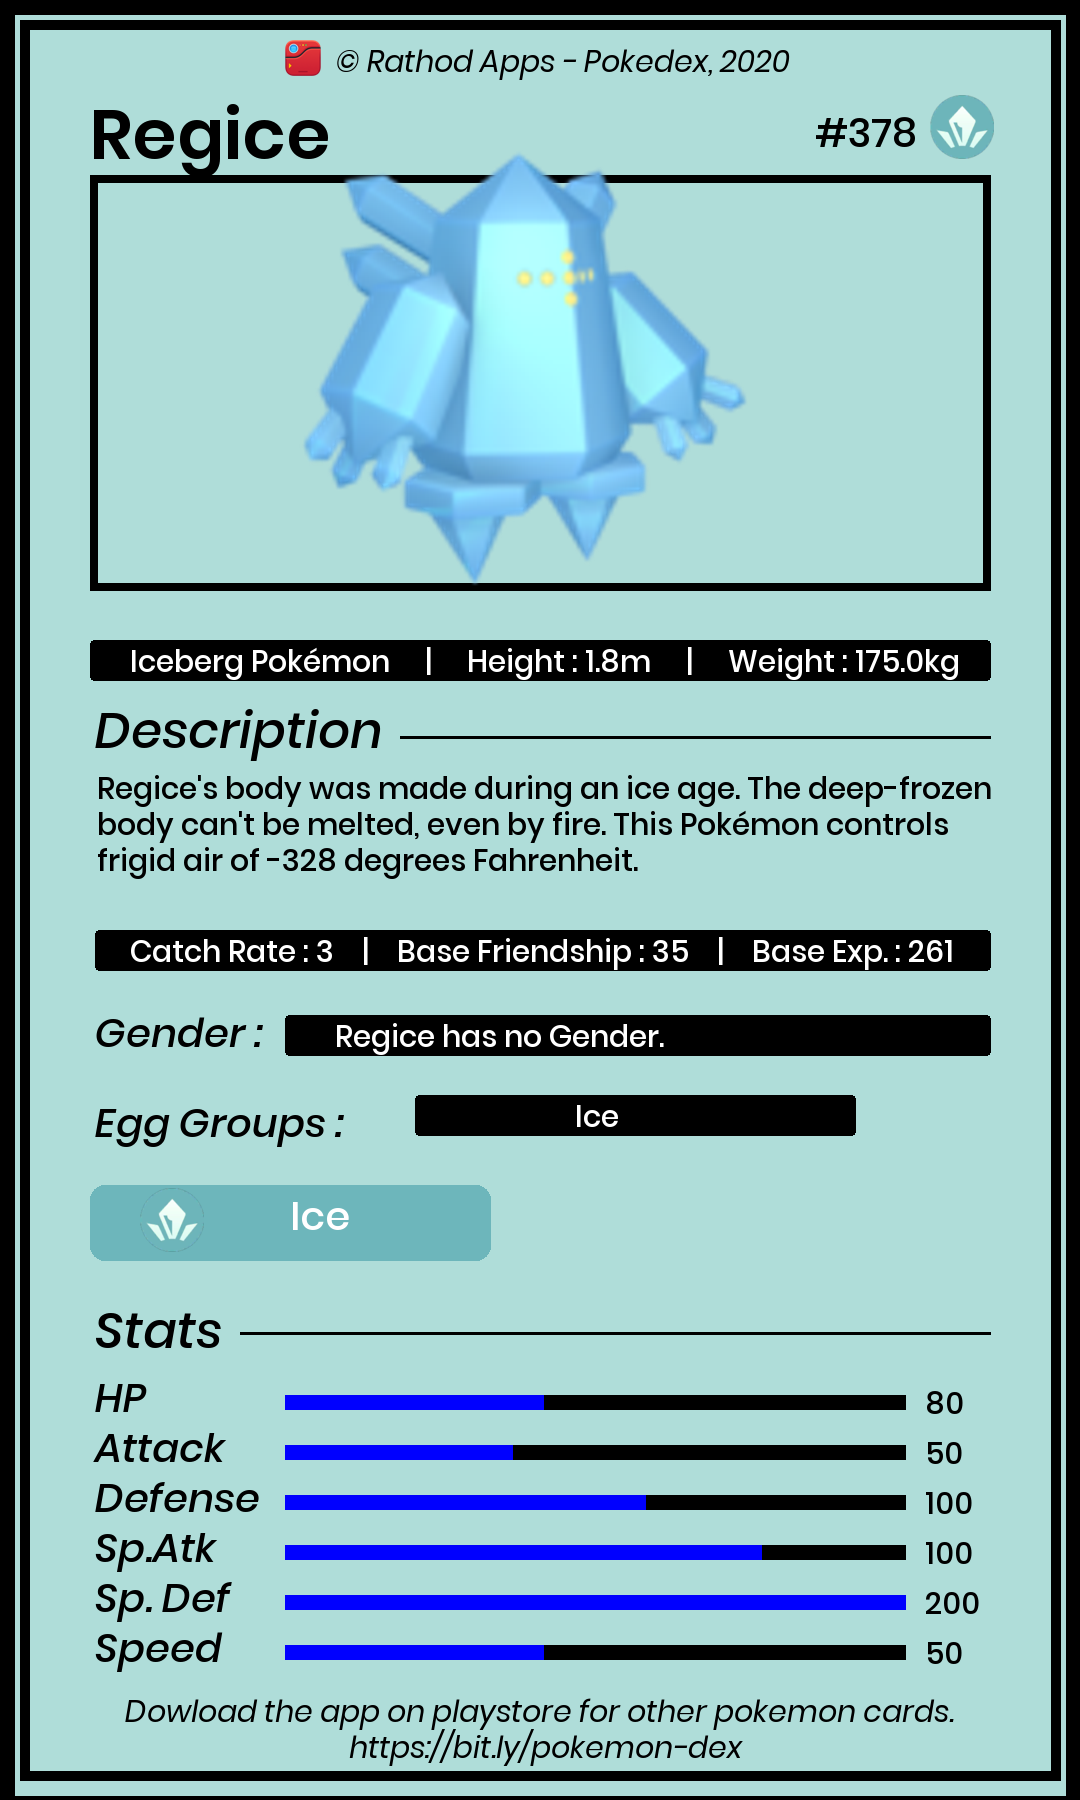 © Rathod Apps - Pokedex, 2020
Regice
#378
Iceberg Pokémon | Height : 1.8m | Weight : 175.0kg
Description
Regice's body was made during an ice age. The deep-frozen
body can't be melted, even by fire. This Pokémon controls
frigid air of -328 degrees Fahrenheit.
Catch Rate : 3 | Base Friendship : 35 | Base Exp. : 261
Gender : Regice has no Gender.
Egg Groups : Ice
Ice
Stats
HP 80
Attack 50
Defense 100
Sp.Atk 100
Sp. Def 200
Speed 50
Dowload the app on playstore for other pokemon cards.
https://bit.ly/pokemon-dex